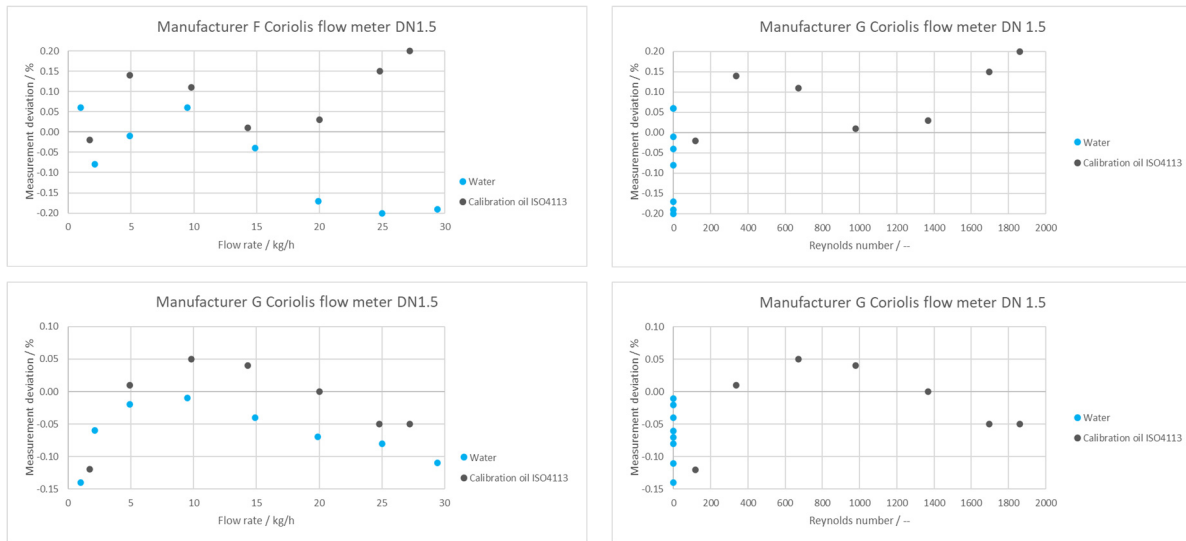 Manufacturer F Coriolis flow meter DN1.5
Measurement deviation / %
0.20
0.15
0.10
0.05
0.00
-0.05
-0.10
-0.15
-0.20
0 5 10 15 20 25 30
Flow rate / kg/h
Water
Calibration oil ISO4113
Manufacturer G Coriolis flow meter DN 1.5
Measurement deviation / %
0.20
0.15
0.10
0.05
0.00
-0.05
-0.10
-0.15
-0.20
0 200 400 600 800 1000 1200 1400 1600 1800 2000
Reynolds number / --
Water
Calibration oil ISO4113
Manufacturer G Coriolis flow meter DN1.5
Measurement deviation / %
0.10
0.05
0.00
-0.05
-0.10
-0.15
0 5 10 15 20 25 30
Flow rate / kg/h
Water
Calibration oil ISO4113
Manufacturer G Coriolis flow meter DN 1.5
Measurement deviation / %
0.10
0.05
0.00
-0.05
-0.10
-0.15
0 200 400 600 800 1000 1200 1400 1600 1800 2000
Reynolds number / --
Water
Calibration oil ISO4113